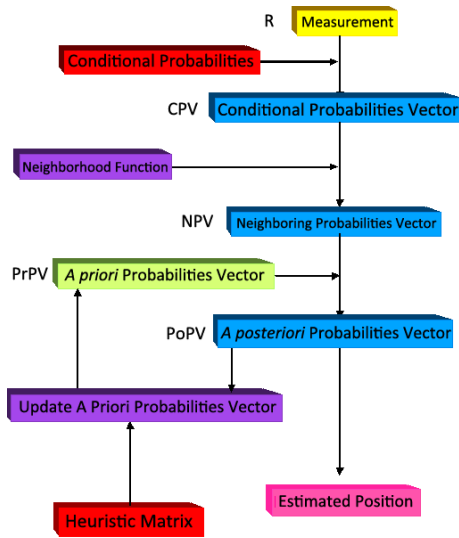 R
Measurement
Conditional Probabilities
CPV
Conditional Probabilities Vector
Neighborhood Function
NPV
Neighboring Probabilities Vector
PrPV
A priori Probabilities Vector
PoPV
A posteriori Probabilities Vector
Update A Priori Probabilities Vector
Estimated Position
Heuristic Matrix